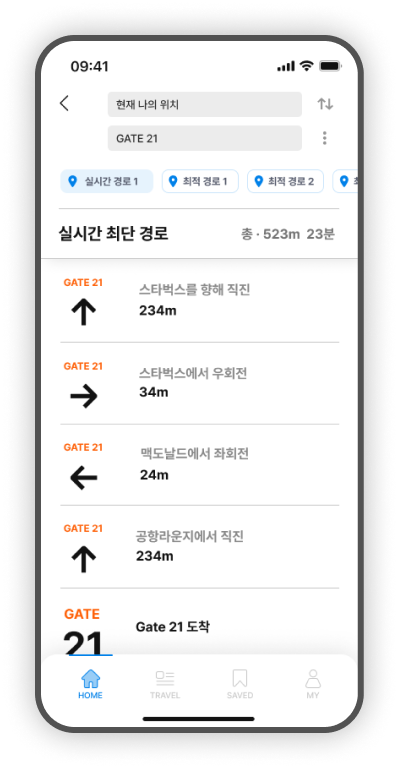 09:41
현재 나의 위치
GATE 21
실시간 경로 1
최적 경로 1
최적 경로 2
실시간 최단 경로
총 · 523m 23분
GATE 21
스타벅스를 향해 직진
234m
GATE 21
스타벅스에서 우회전
34m
GATE 21
맥도날드에서 좌회전
24m
GATE 21
공항라운지에서 직진
234m
GATE
21
Gate 21 도착
HOME
TRAVEL
SAVED
MY